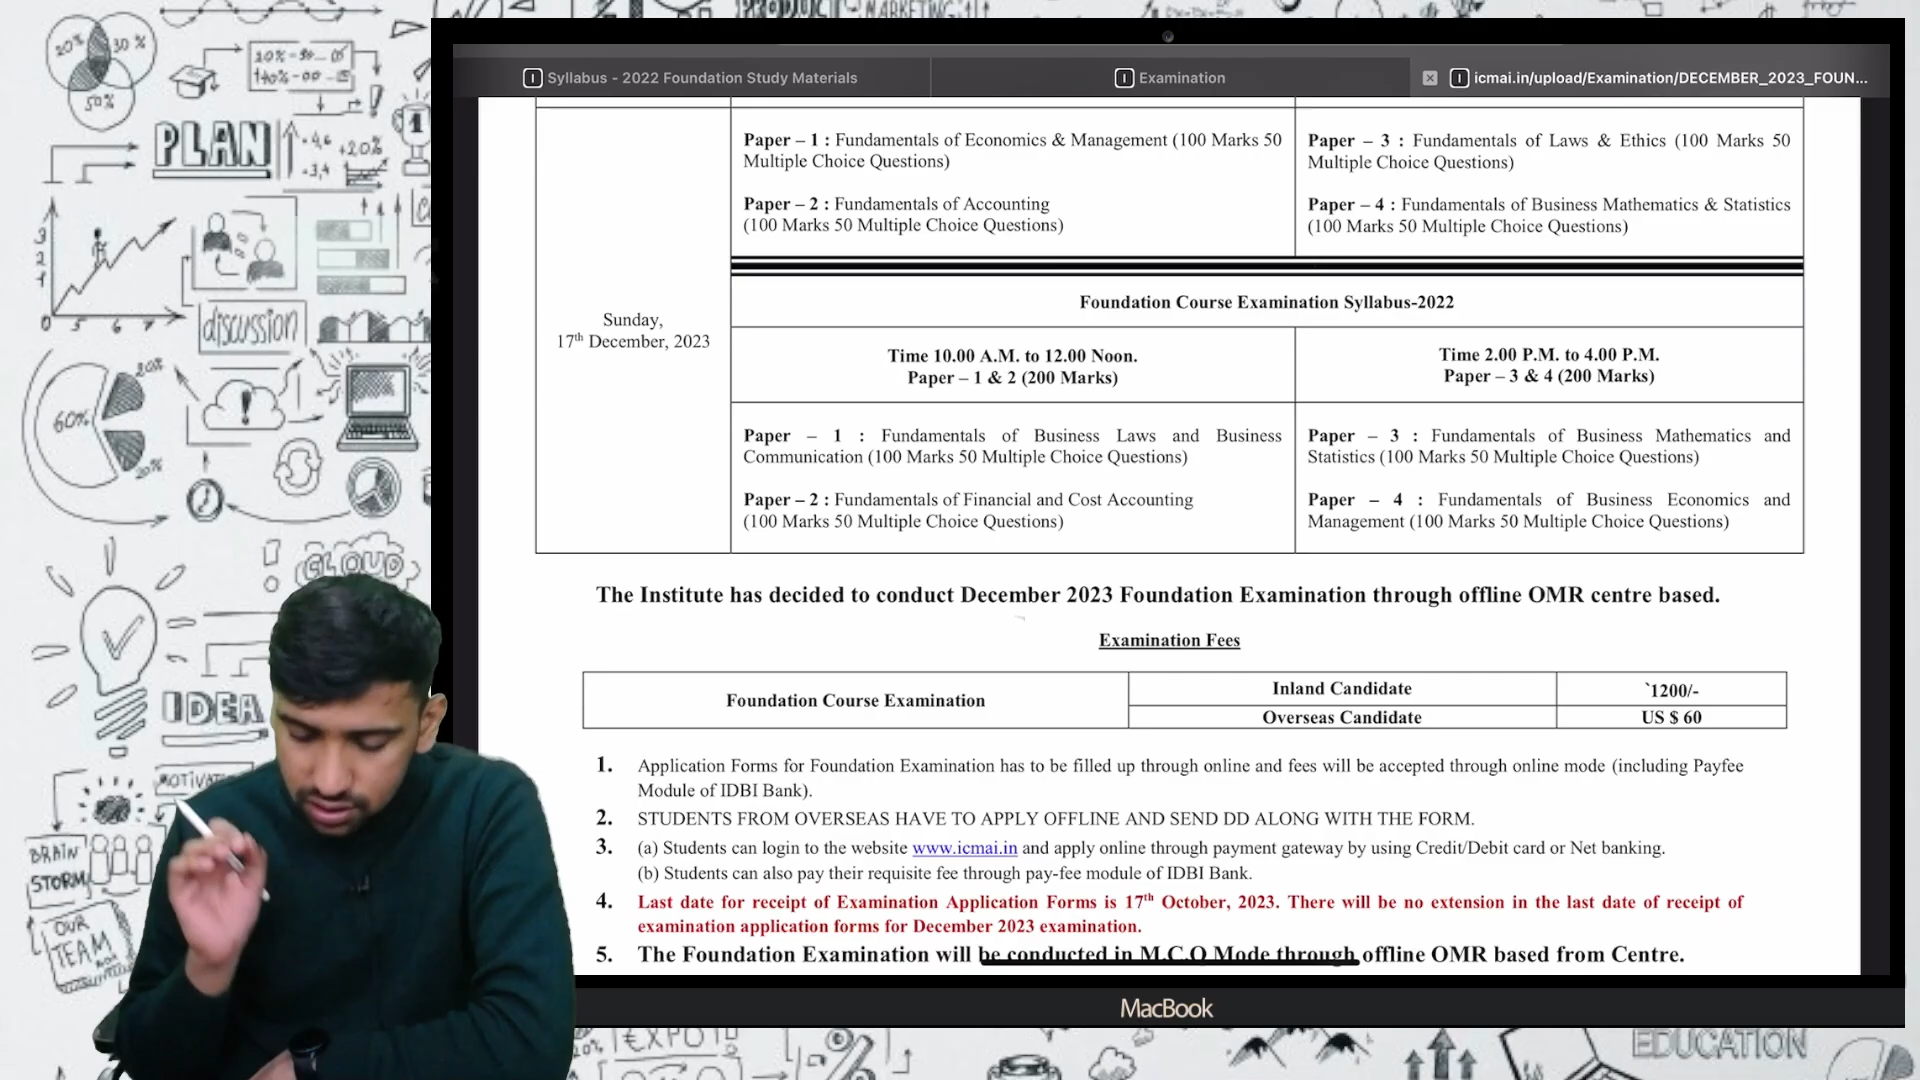 PRODUCT
MARKETING
20%
30 %
50%
PLAN
+20%
discussion
60%
20%
20%
CLOUD
IDEA
MOTIVAT
BRAIN
STORM
OUR
TEAM
EXPO
EDUCATION
Syllabus - 2022 Foundation Study Materials
Examination
icmai.in/upload/Examination/DECEMBER_2023_FOUN...
Sunday,
17th December, 2023
Paper – 1 : Fundamentals of Economics & Management (100 Marks 50
Multiple Choice Questions)
Paper – 2 : Fundamentals of Accounting
(100 Marks 50 Multiple Choice Questions)
Paper – 3 : Fundamentals of Laws & Ethics (100 Marks 50
Multiple Choice Questions)
Paper – 4 : Fundamentals of Business Mathematics & Statistics
(100 Marks 50 Multiple Choice Questions)
Foundation Course Examination Syllabus-2022
Time 10.00 A.M. to 12.00 Noon.
Paper – 1 & 2 (200 Marks)
Time 2.00 P.M. to 4.00 P.M.
Paper – 3 & 4 (200 Marks)
Paper – 1 : Fundamentals of Business Laws and Business
Communication (100 Marks 50 Multiple Choice Questions)
Paper – 2 : Fundamentals of Financial and Cost Accounting
(100 Marks 50 Multiple Choice Questions)
Paper – 3 : Fundamentals of Business Mathematics and
Statistics (100 Marks 50 Multiple Choice Questions)
Paper – 4 : Fundamentals of Business Economics and
Management (100 Marks 50 Multiple Choice Questions)
The Institute has decided to conduct December 2023 Foundation Examination through offline OMR centre based.
Examination Fees
Foundation Course Examination
Inland Candidate
`1200/-
Overseas Candidate
US $ 60
1. Application Forms for Foundation Examination has to be filled up through online and fees will be accepted through online mode (including Payfee
Module of IDBI Bank).
2. STUDENTS FROM OVERSEAS HAVE TO APPLY OFFLINE AND SEND DD ALONG WITH THE FORM.
3. (a) Students can login to the website www.icmai.in and apply online through payment gateway by using Credit/Debit card or Net banking.
(b) Students can also pay their requisite fee through pay-fee module of IDBI Bank.
4. Last date for receipt of Examination Application Forms is 17th October, 2023. There will be no extension in the last date of receipt of
examination application forms for December 2023 examination.
5. The Foundation Examination will be conducted in M.C.Q Mode through offline OMR based from Centre.
MacBook